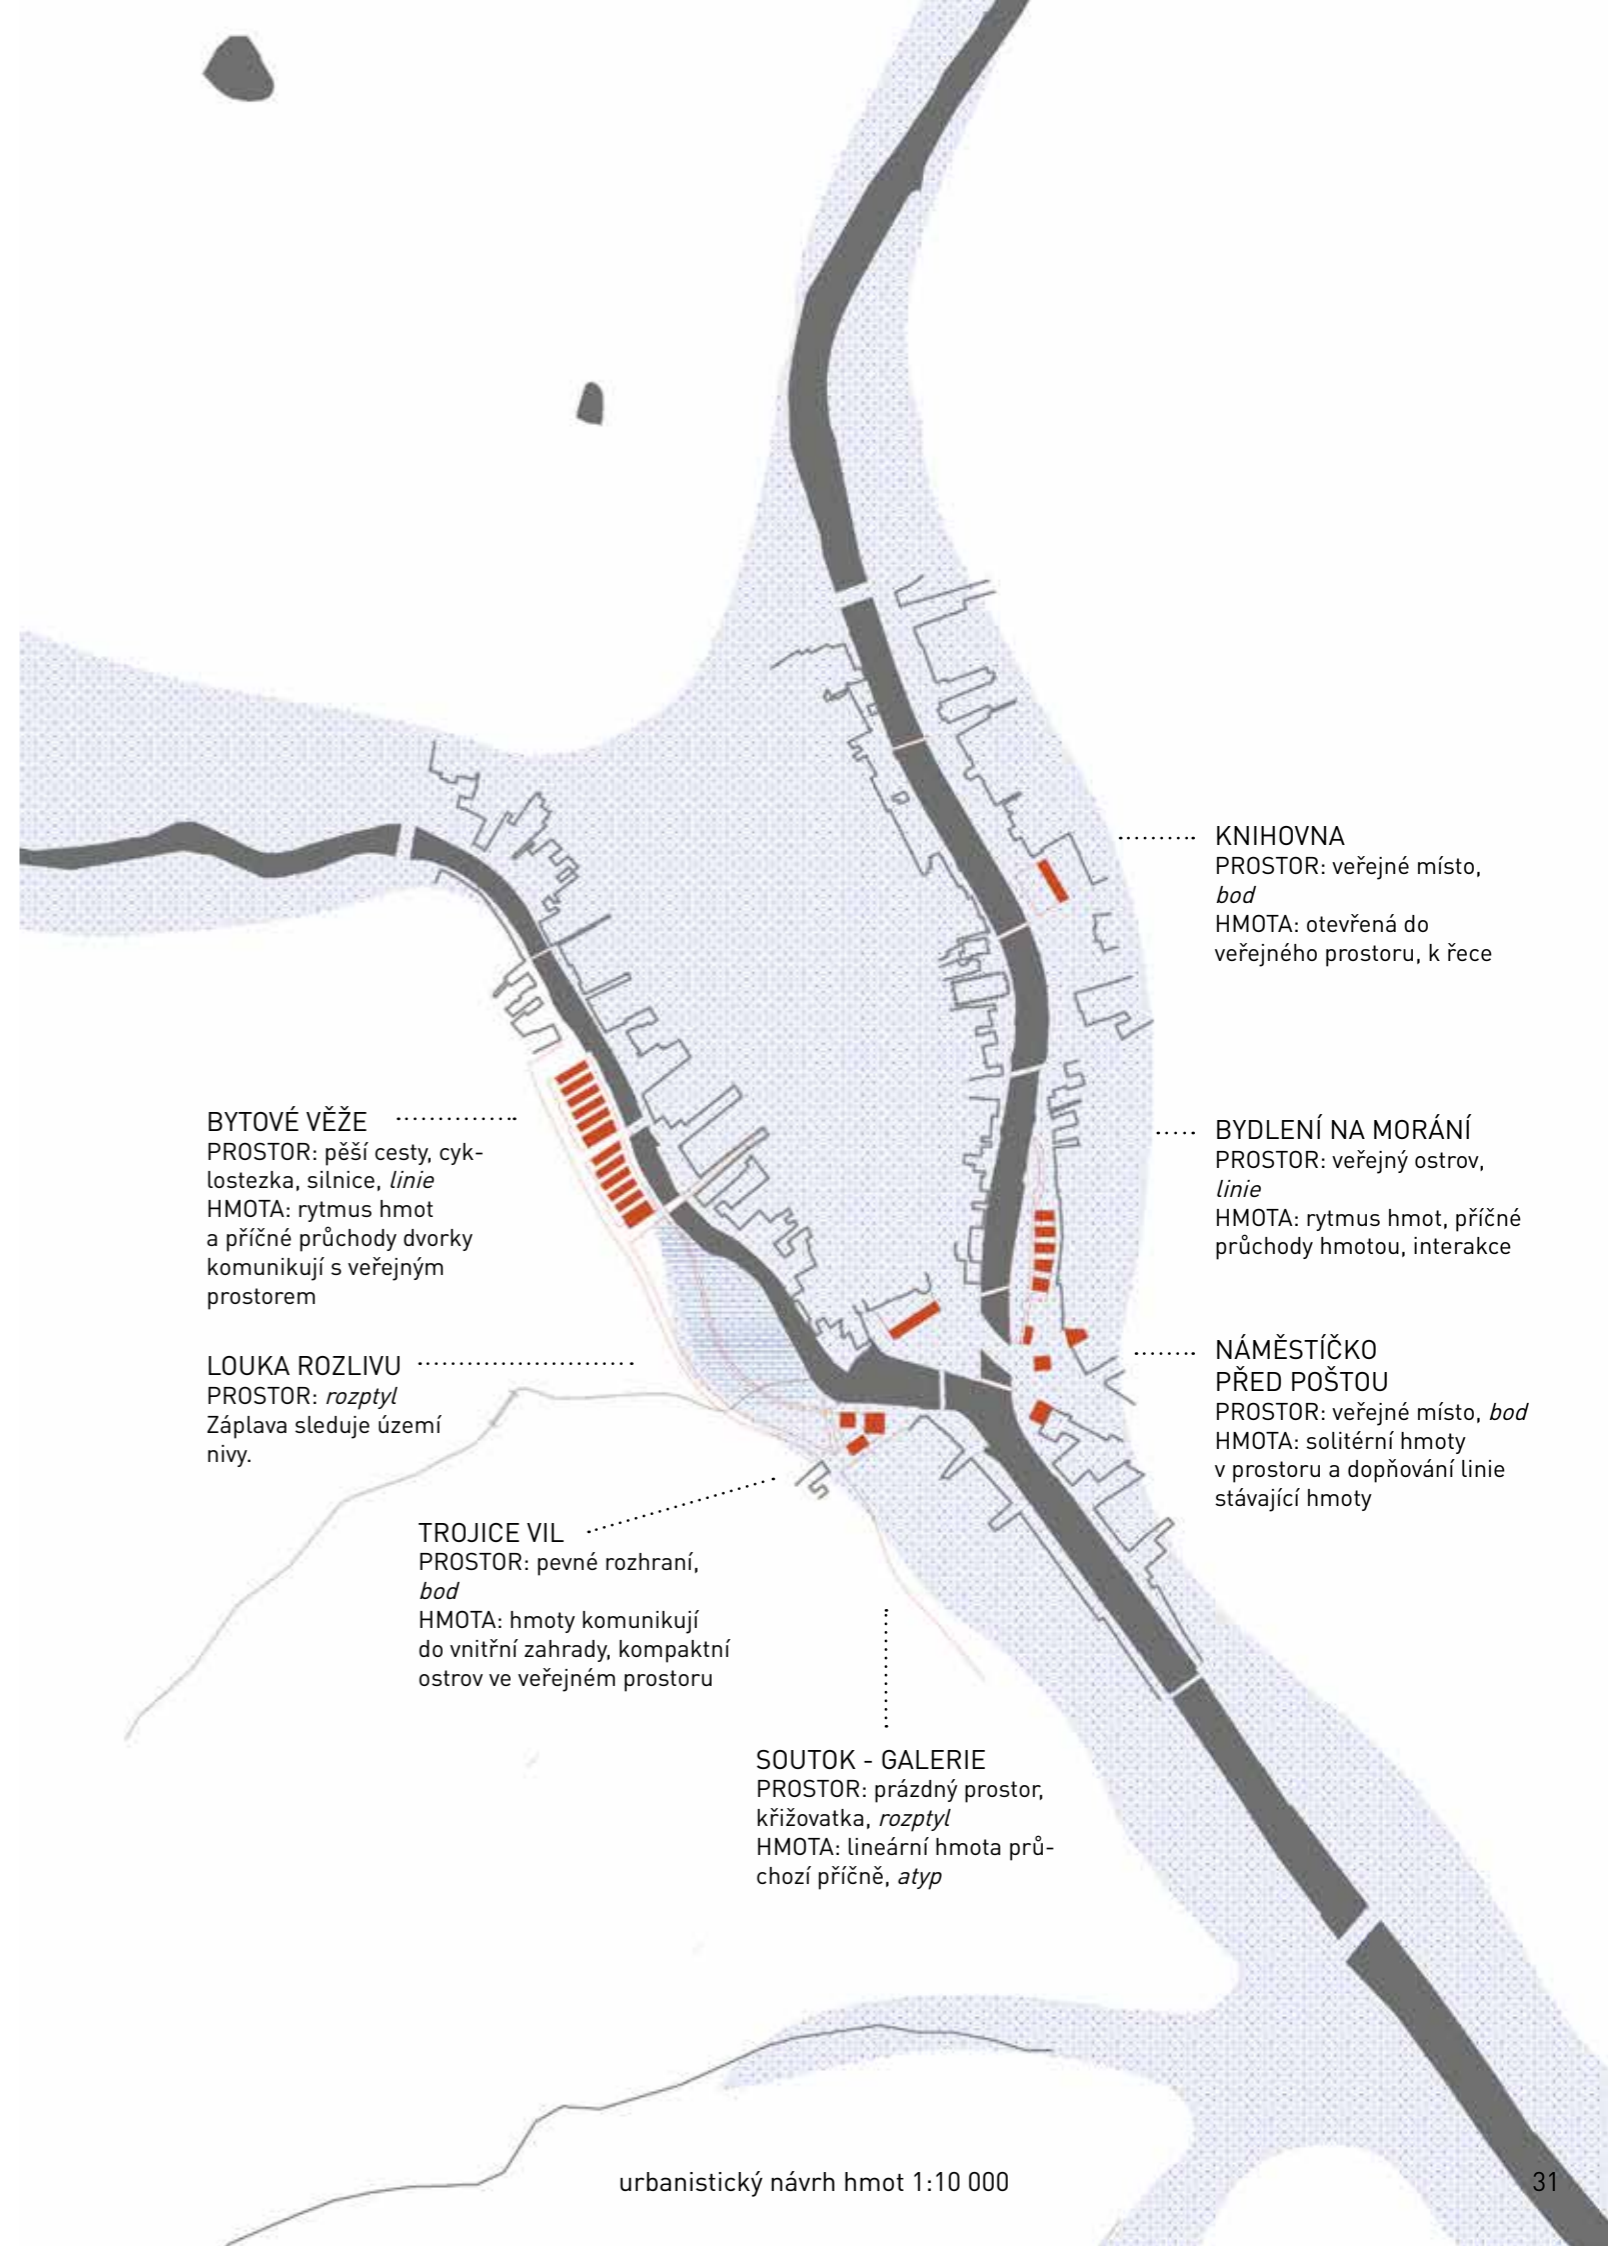 KNIHOVNA
PROSTOR: veřejné místo,
bod
HMOTA: otevřená do
veřejného prostoru, k řece
BYTOVÉ VĚŽE
PROSTOR: pěší cesty, cyk-
lostezka, silnice, linie
HMOTA: rytmus hmot
a příčné průchody dvorky
komunikují s veřejným
prostorem
BYDLENÍ NA MORÁNÍ
PROSTOR: veřejný ostrov,
linie
HMOTA: rytmus hmot, příčné
průchody hmotou, interakce
LOUKA ROZLIVU
PROSTOR: rozptyl
Záplava sleduje území
nivy.
NÁMĚSTÍČKO
PŘED POŠTOU
PROSTOR: veřejné místo, bod
HMOTA: solitérní hmoty
v prostoru a dopňování linie
stávající hmoty
TROJICE VIL
PROSTOR: pevné rozhraní,
bod
HMOTA: hmoty komunikují
do vnitřní zahrady, kompaktní
ostrov ve veřejném prostoru
SOUTOK - GALERIE
PROSTOR: prázdný prostor,
křižovatka, rozptyl
HMOTA: lineární hmota prů-
chozí příčně, atyp
urbanistický návrh hmot 1:10 000
31